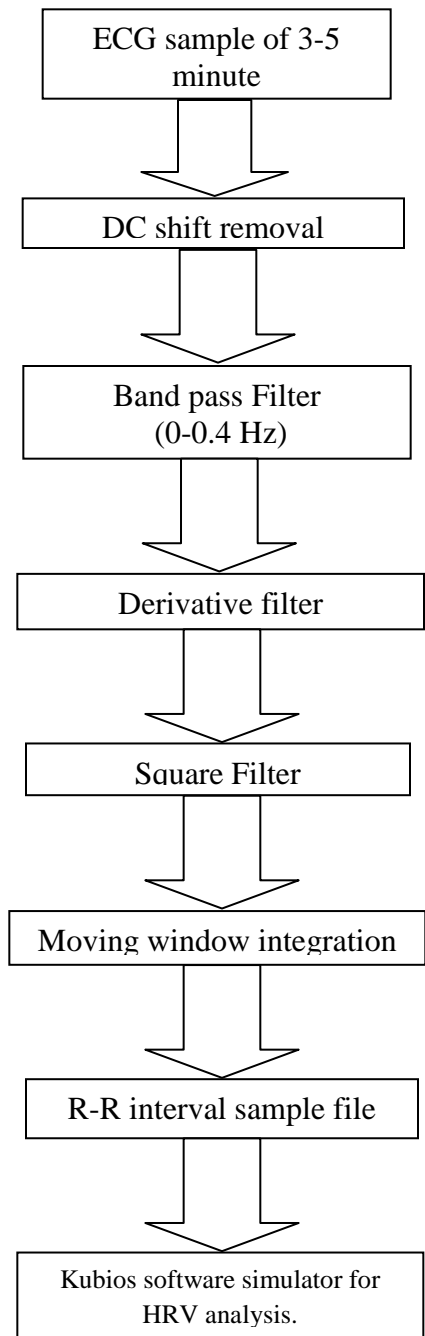 ECG sample of 3-5
minute
DC shift removal
Band pass Filter
(0-0.4 Hz)
Derivative filter
Square Filter
Moving window integration
R-R interval sample file
Kubios software simulator for
HRV analysis.